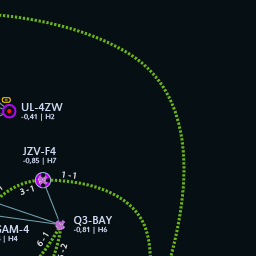 UL-4ZW
-0,41 | H2
JZV-F4
-0,85 | H7
1 - 1
3 - 1
Q3-BAY
-0,81 | H6
SAM-4
| H4
6 - 1
- 2